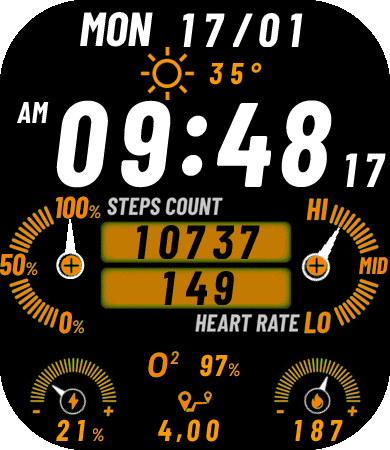 MON 17/01
35°
AM 09:48 17
100% STEPS COUNT HI
10737
50% MID
149
0% HEART RATE LO
O² 97%
- + - +
21% 4,00 187